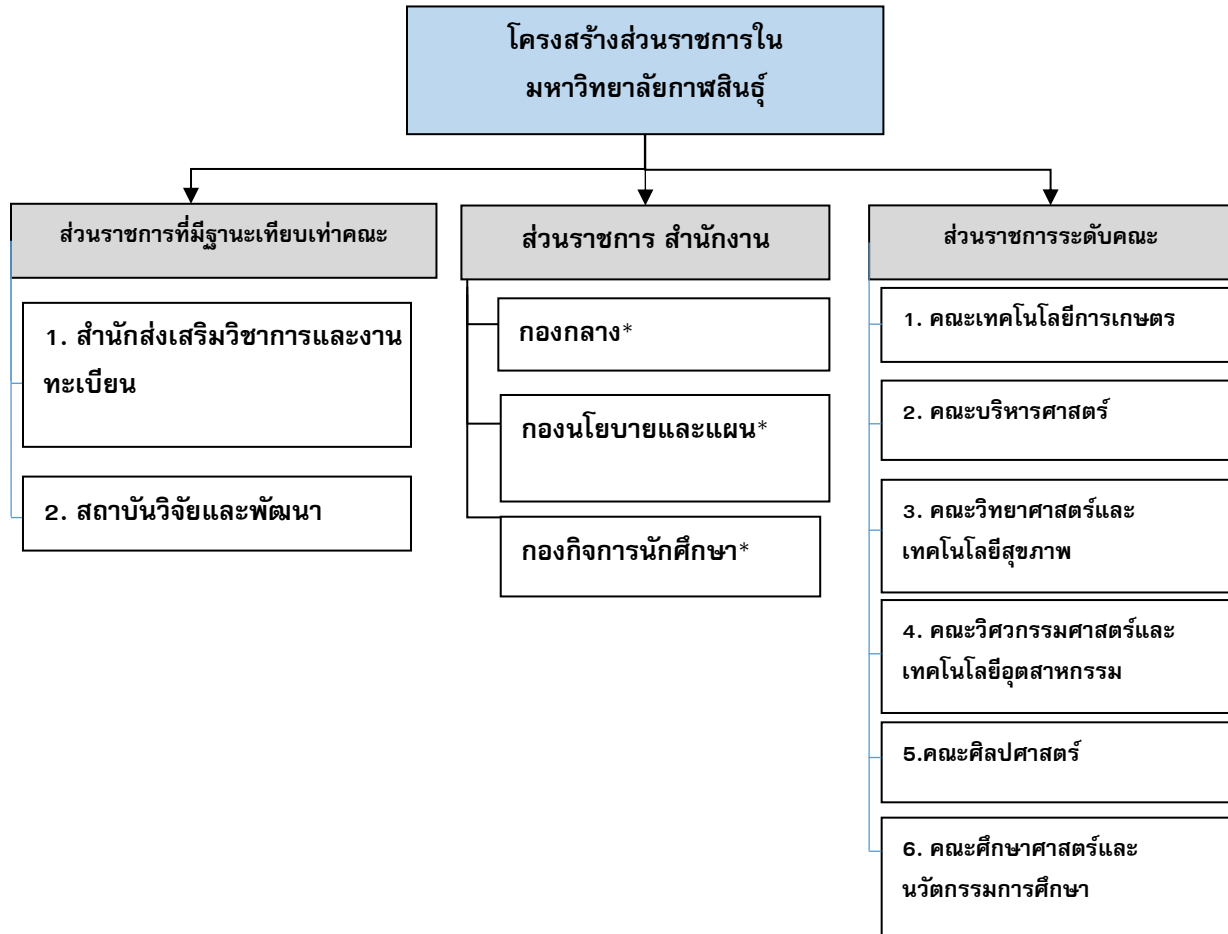 โครงสร้างส่วนราชการใน
มหาวิทยาลัยกาฬสินธุ์
ส่วนราชการที่มีฐานะเทียบเท่าคณะ
1. สำนักส่งเสริมวิชาการและงาน
ทะเบียน
2. สถาบันวิจัยและพัฒนา
ส่วนราชการ สำนักงาน
กองกลาง*
กองนโยบายและแผน*
กองกิจการนักศึกษา*
ส่วนราชการระดับคณะ
1. คณะเทคโนโลยีการเกษตร
2. คณะบริหารศาสตร์
3. คณะวิทยาศาสตร์และ
เทคโนโลยีสุขภาพ
4. คณะวิศวกรรมศาสตร์และ
เทคโนโลยีอุตสาหกรรม
5.คณะศิลปศาสตร์
6. คณะศึกษาศาสตร์และ
นวัตกรรมการศึกษา